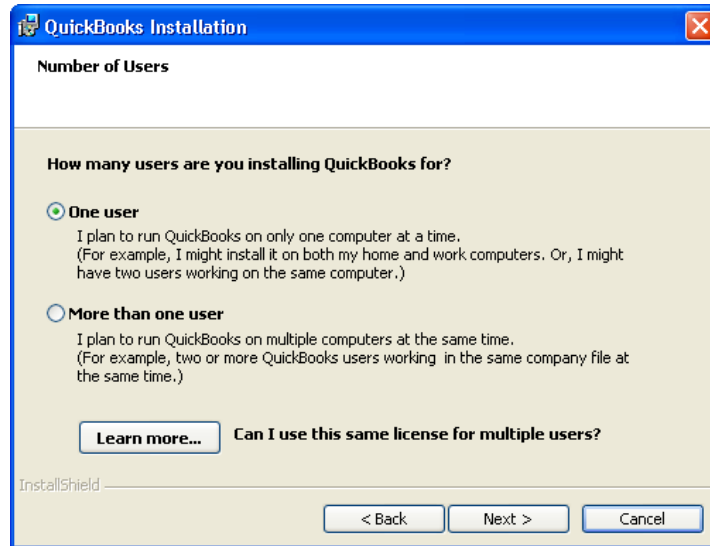 QuickBooks Installation
Number of Users
How many users are you installing QuickBooks for?
One user
I plan to run QuickBooks on only one computer at a time.
(For example, I might install it on both my home and work computers. Or, I might
have two users working on the same computer.)
More than one user
I plan to run QuickBooks on multiple computers at the same time.
(For example, two or more QuickBooks users working in the same company file at
the same time.)
Learn more... Can I use this same license for multiple users?
InstallShield
< Back Next > Cancel